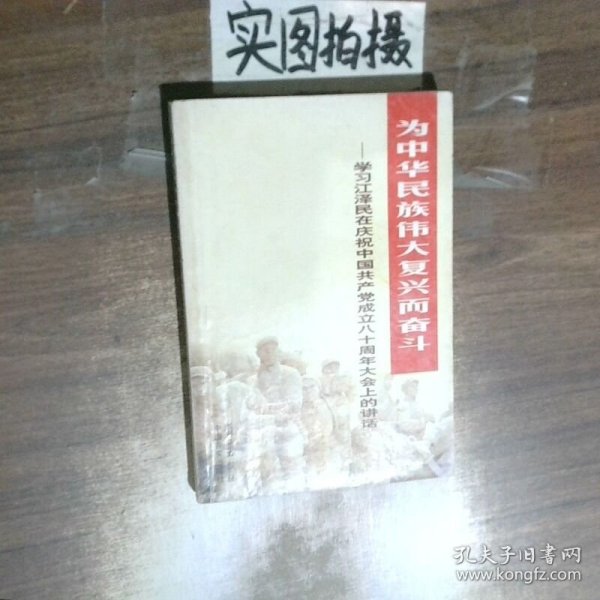 实图拍摄
为中华民族伟大复兴而奋斗
——学习江泽民在庆祝中国共产党成立八十周年大会上的讲话
孔夫子旧书网
www.kongfz.com